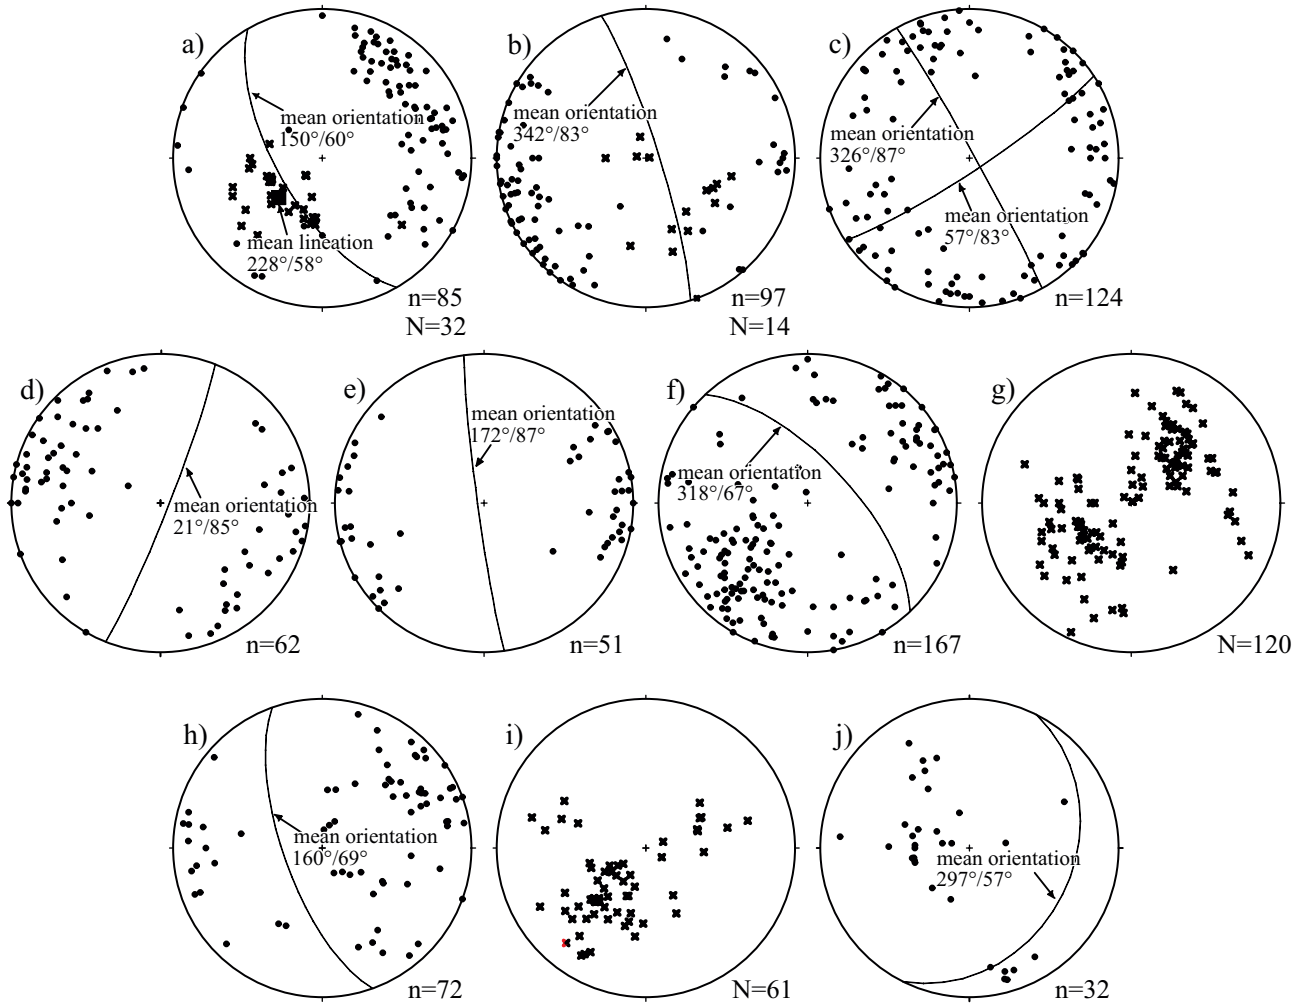 a)
mean orientation
150°/60°
mean lineation
228°/58°
n=85
N=32
b)
mean orientation
342°/83°
n=97
N=14
c)
mean orientation
326°/87°
mean orientation
57°/83°
n=124
d)
mean orientation
21°/85°
n=62
e)
mean orientation
172°/87°
n=51
f)
mean orientation
318°/67°
n=167
g)
N=120
h)
mean orientation
160°/69°
n=72
i)
N=61
j)
mean orientation
297°/57°
n=32